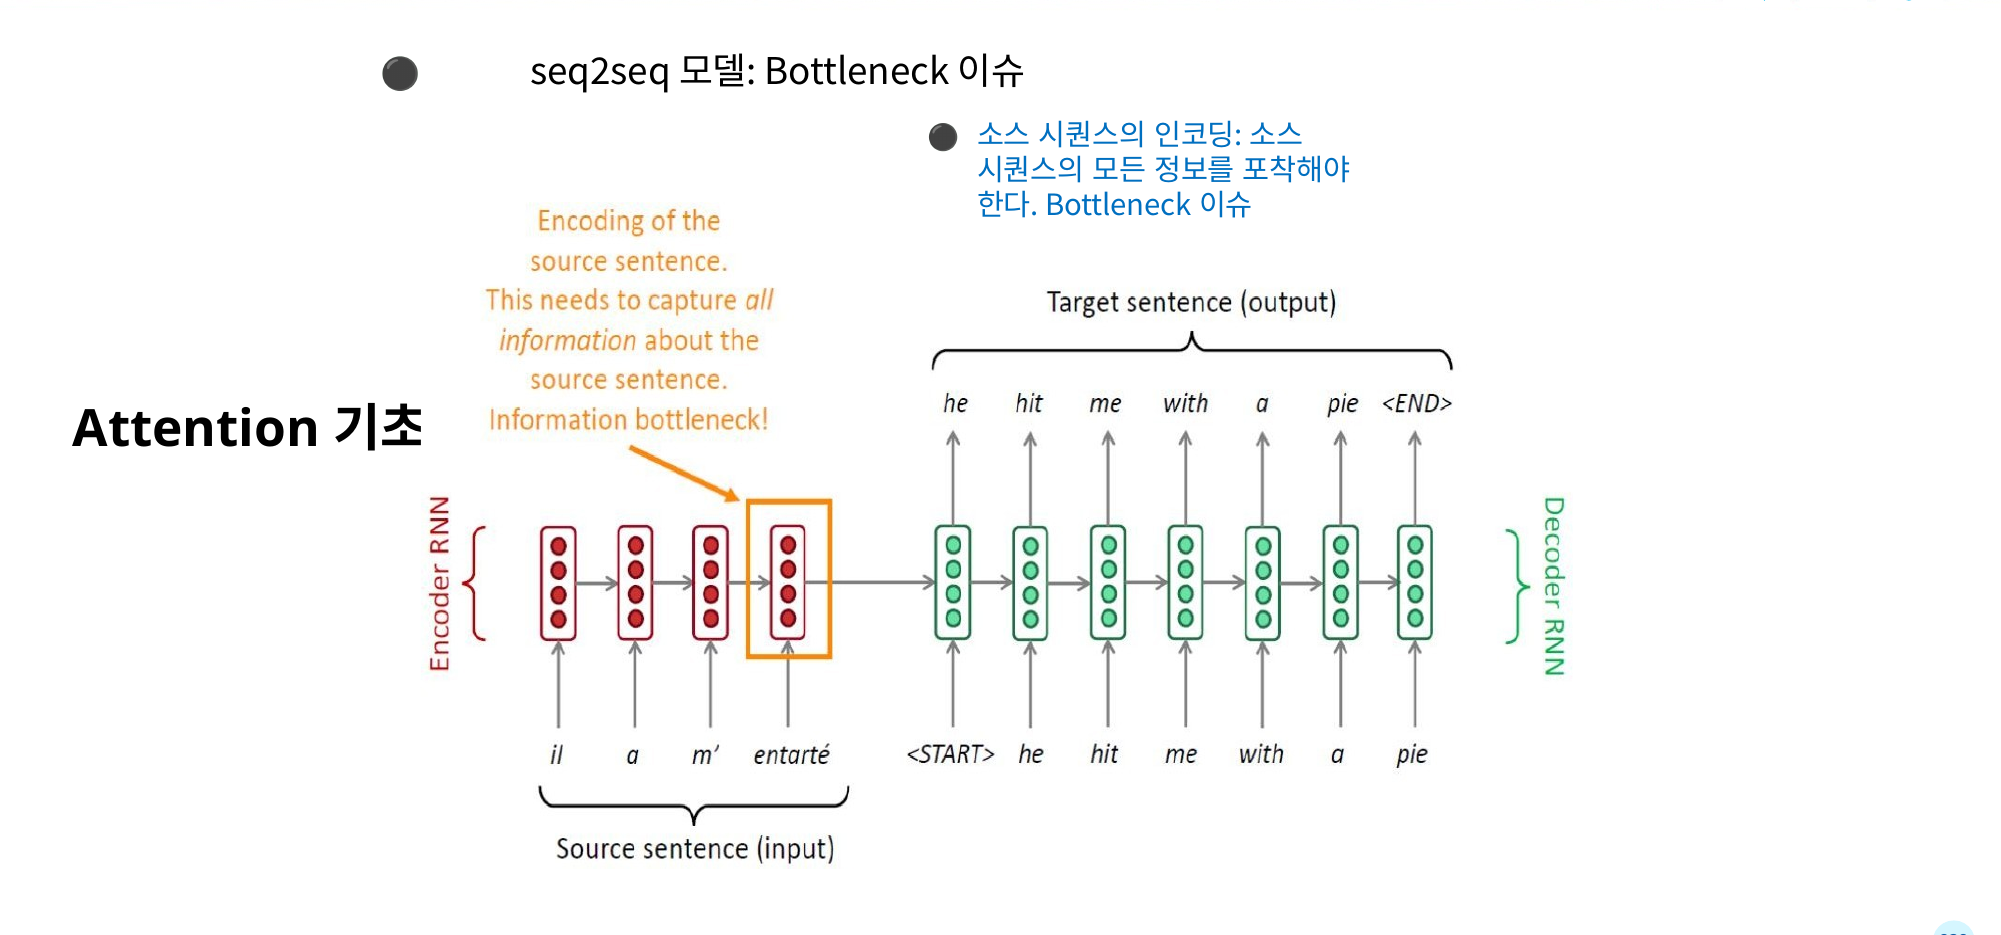 seq2seq 모델: Bottleneck 이슈
소스 시퀀스의 인코딩: 소스
시퀀스의 모든 정보를 포착해야
한다. Bottleneck 이슈
Attention 기초
Encoding of the
source sentence.
This needs to capture all
information about the
source sentence.
Information bottleneck!
Target sentence (output)
he hit me with a pie <END>
Encoder RNN
Decoder RNN
il a m' entarté <START> he hit me with a pie
Source sentence (input)